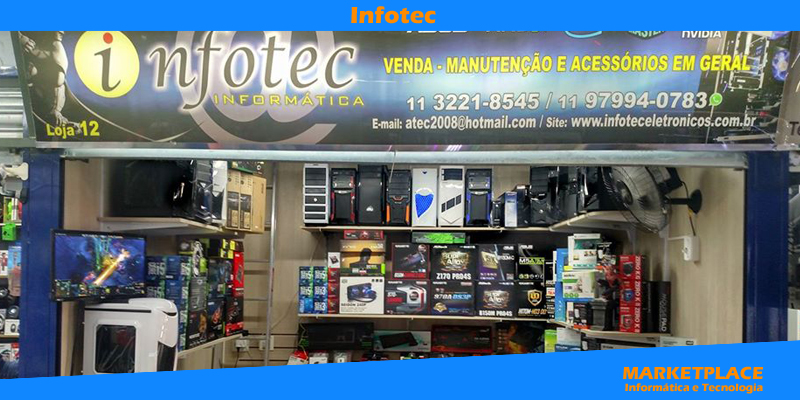 Infotec
infotec
INFORMÁTICA
VENDA - MANUTENÇÃO E ACESSÓRIOS EM GERAL
11 3221-8545 / 11 97994-0783
E-mail: atec2008@hotmail.com / Site: www.infoteceletronicos.com.br
Loja 12
Z170 PRO4S
B150M PRO4S
MARKETPLACE
Informática e Tecnologia